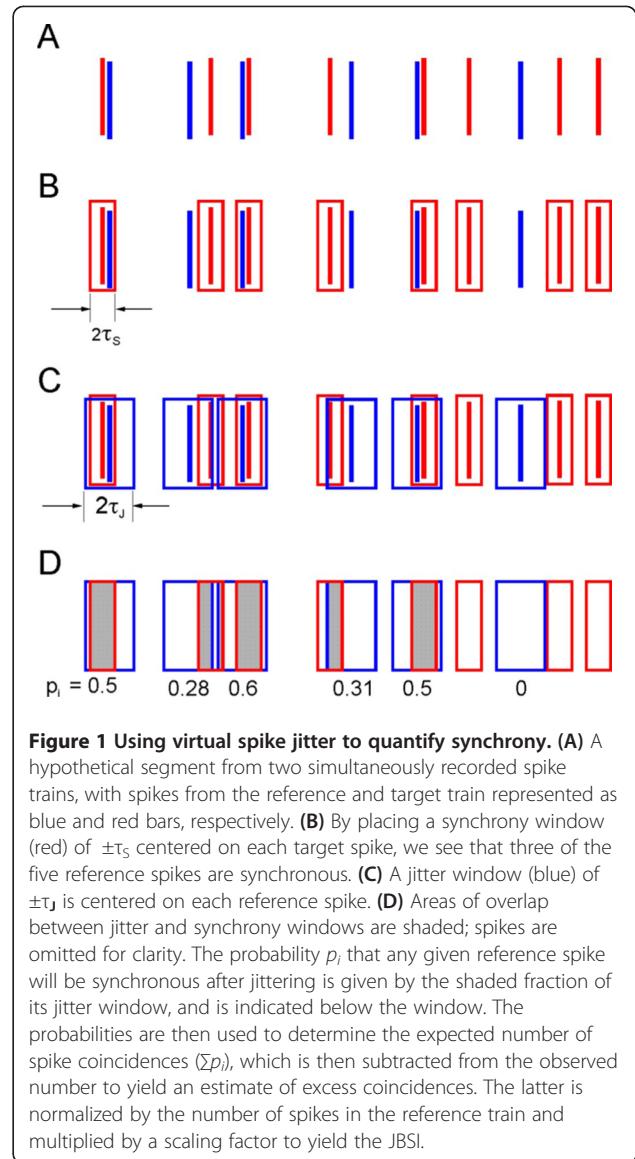 A
B
2τS
C
2τJ
D
pi = 0.5 0.28 0.6 0.31 0.5 0
Figure 1 Using virtual spike jitter to quantify synchrony. (A) A
hypothetical segment from two simultaneously recorded spike
trains, with spikes from the reference and target train represented as
blue and red bars, respectively. (B) By placing a synchrony window
(red) of ±τS centered on each target spike, we see that three of the
five reference spikes are synchronous. (C) A jitter window (blue) of
±τJ is centered on each reference spike. (D) Areas of overlap
between jitter and synchrony windows are shaded; spikes are
omitted for clarity. The probability pi that any given reference spike
will be synchronous after jittering is given by the shaded fraction of
its jitter window, and is indicated below the window. The
probabilities are then used to determine the expected number of
spike coincidences (∑pi), which is then subtracted from the observed
number to yield an estimate of excess coincidences. The latter is
normalized by the number of spikes in the reference train and
multiplied by a scaling factor to yield the JBSI.